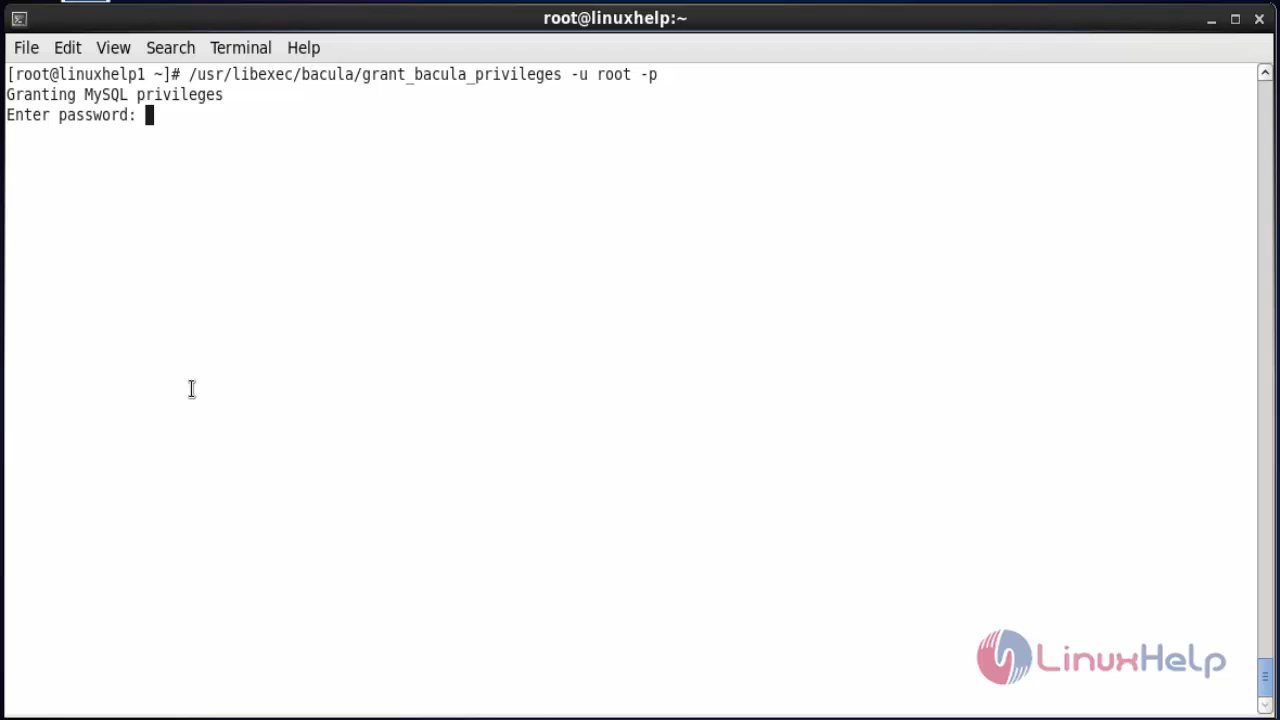 root@linuxhelp:~
File Edit View Search Terminal Help
[root@linuxhelp1 ~]# /usr/libexec/bacula/grant_bacula_privileges -u root -p
Granting MySQL privileges
Enter password:
LinuxHelp